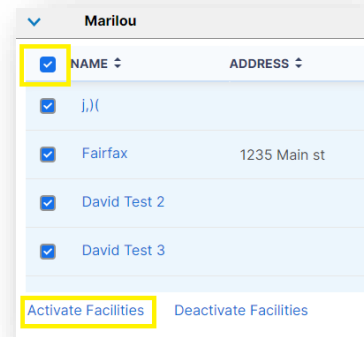 Marilou
NAME ADDRESS
j,)(
Fairfax 1235 Main st
David Test 2
David Test 3
Activate Facilities Deactivate Facilities